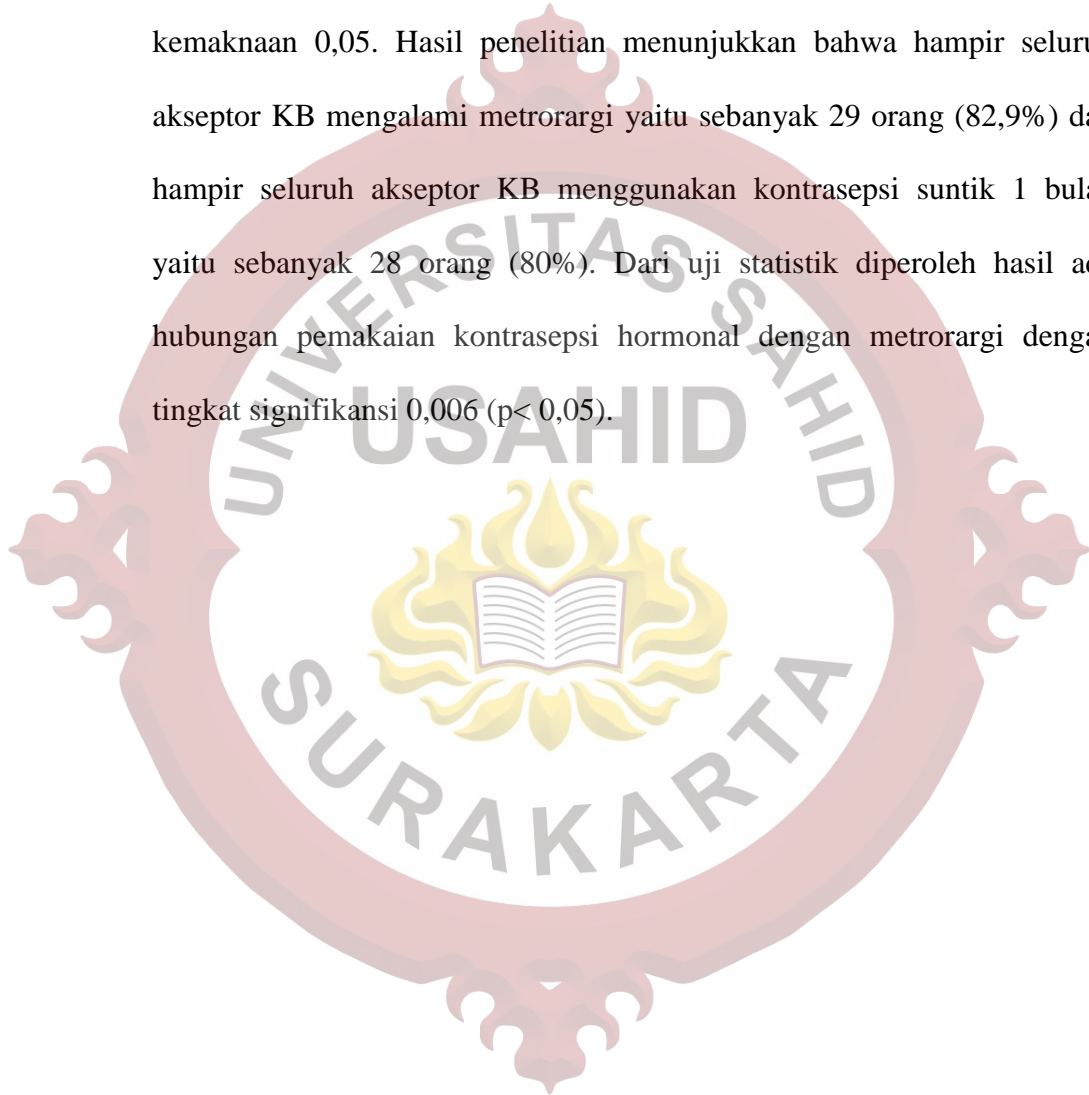 kemaknaan 0,05. Hasil penelitian menunjukkan bahwa hampir seluru
akseptor KB mengalami metrorargi yaitu sebanyak 29 orang (82,9%) da
hampir seluruh akseptor KB menggunakan kontrasepsi suntik 1 bula
yaitu sebanyak 28 orang (80%). Dari uji statistik diperoleh hasil ad
hubungan pemakaian kontrasepsi hormonal dengan metrorargi denga
tingkat signifikansi 0,006 (p< 0,05).
UNIVERSITAS SAHID
USAHID
SURAKARTA